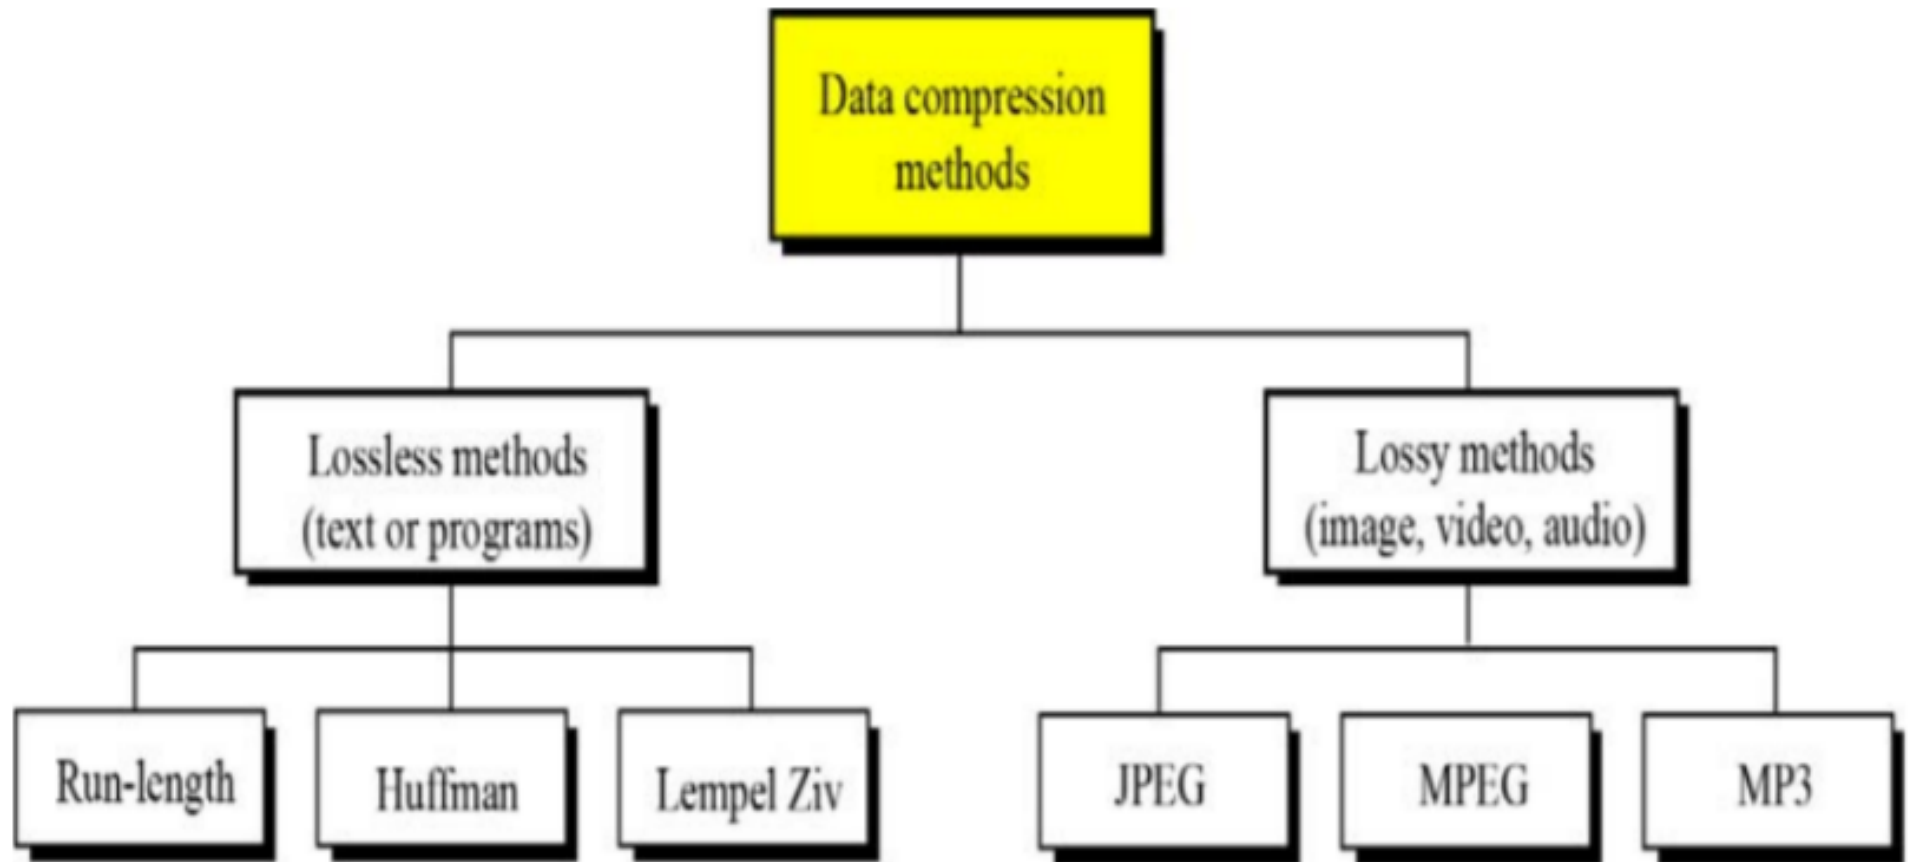 Data compression
methods
Lossless methods
(text or programs)
Lossy methods
(image, video, audio)
Run-length
Huffman
Lempel Ziv
JPEG
MPEG
MP3